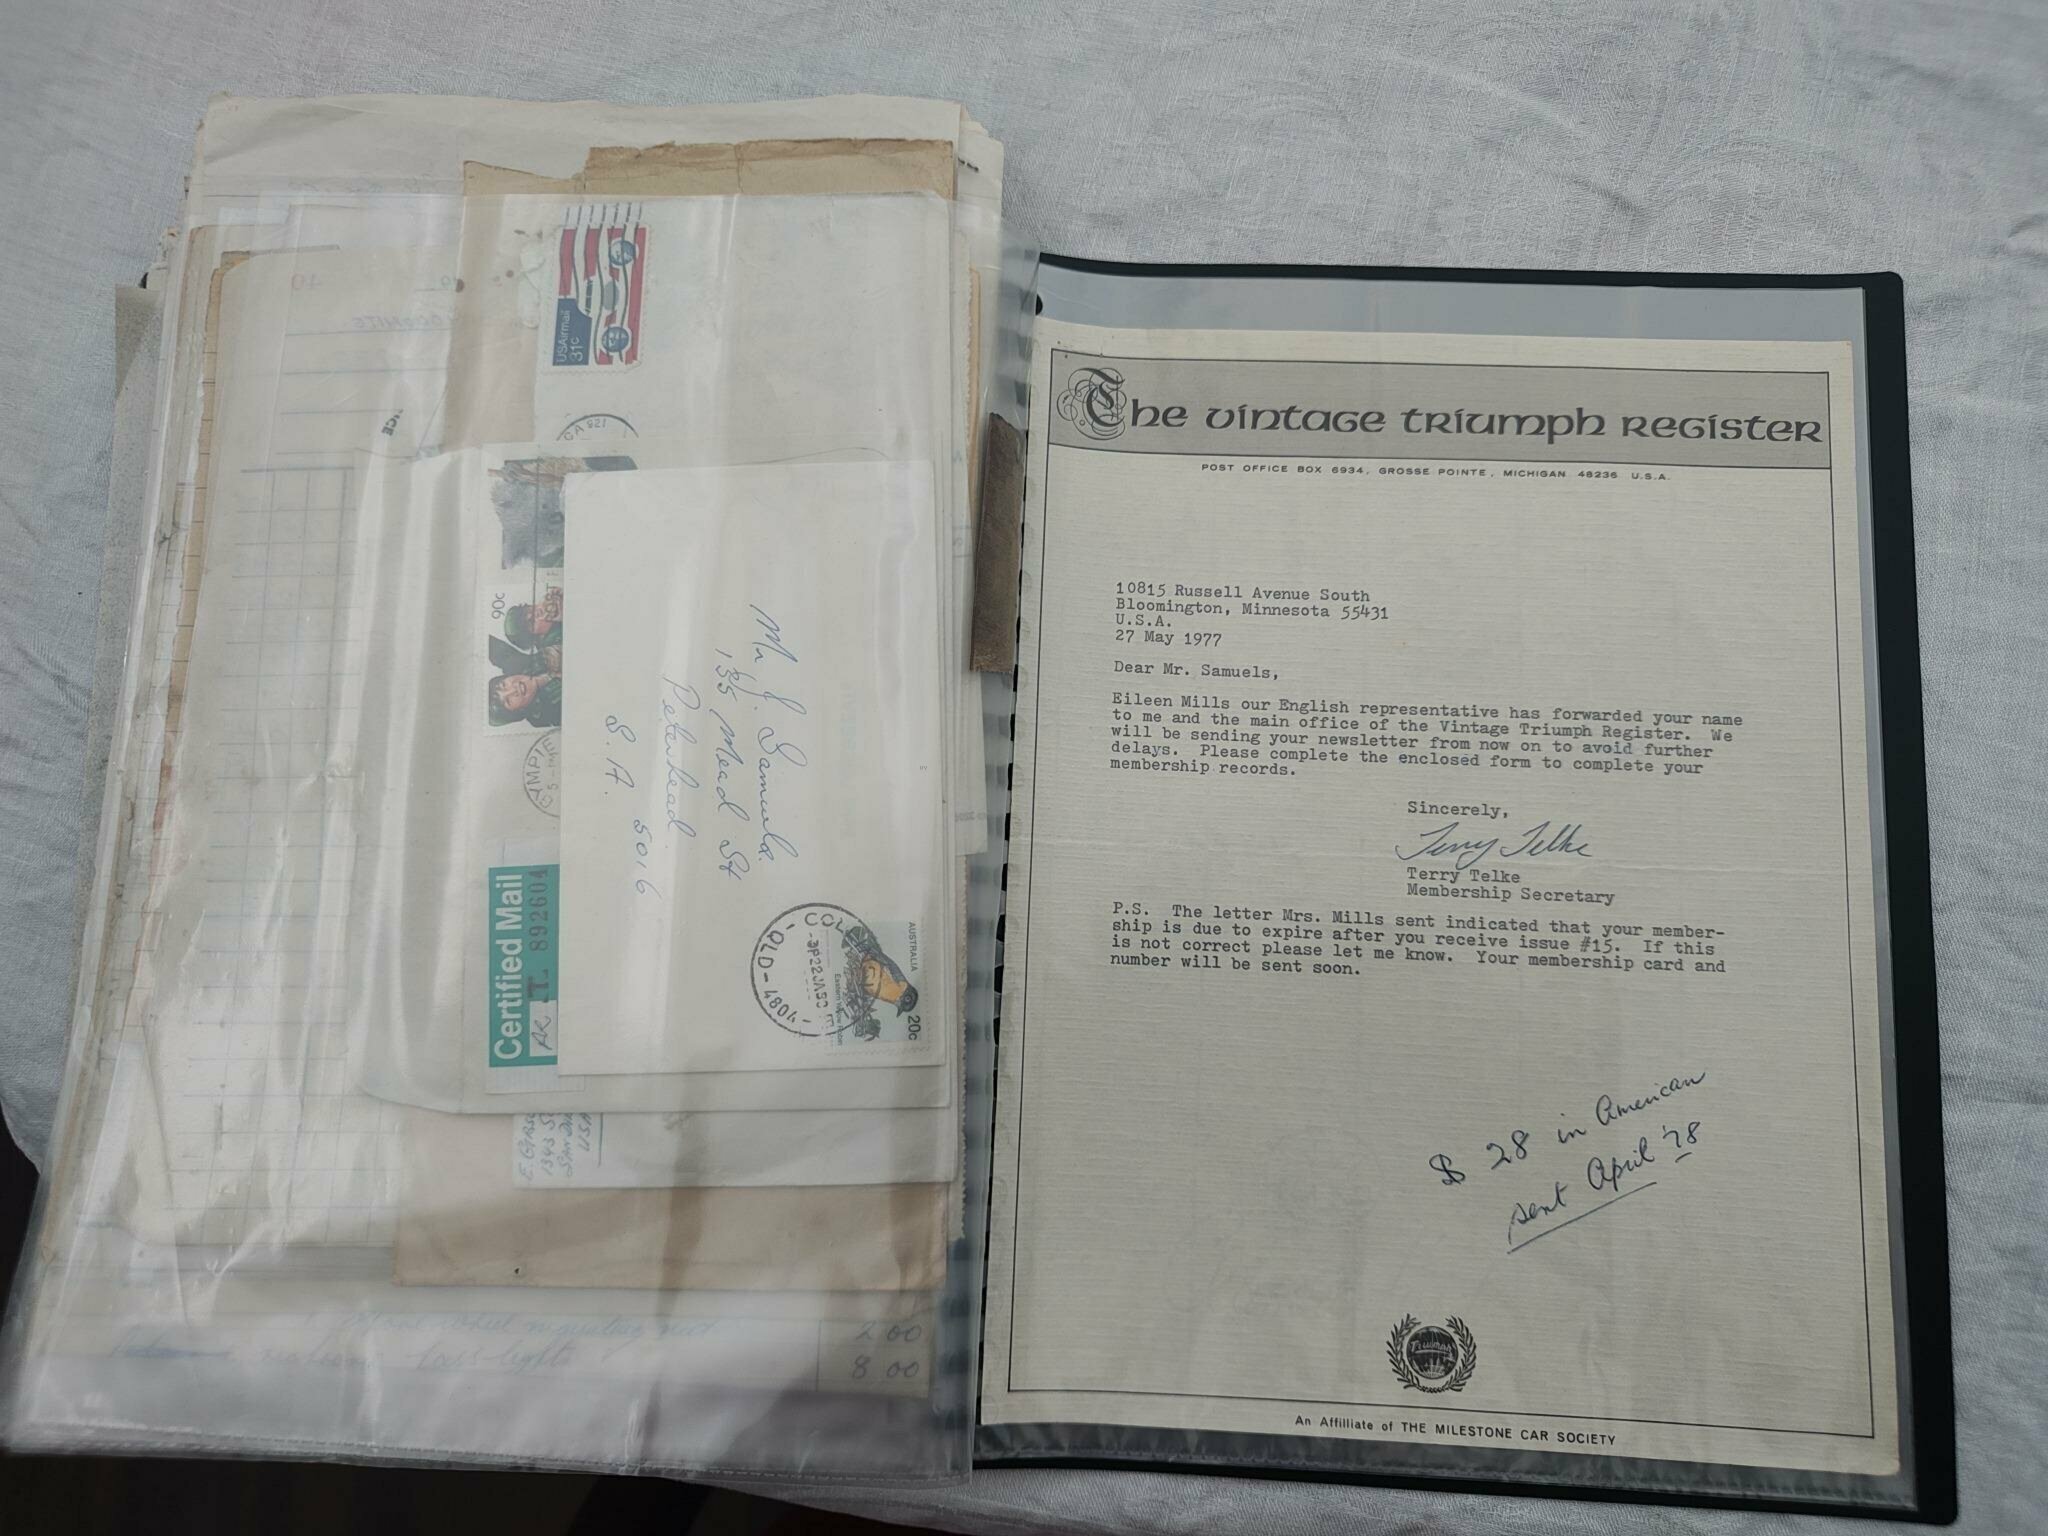 USAirmail
31c
CA 921
90c
Certified Mail
892604
Mr J. Samuels.
155 Mead St
Peterhead.
S.A. 5016
AUSTRALIA
20c
QLD-4804
USA
2 00
8 00
The Vintage Triumph Register
POST OFFICE BOX 6934, GROSSE POINTE, MICHIGAN 48236 U.S.A.
10815 Russell Avenue South
Bloomington, Minnesota 55431
U.S.A.
27 May 1977
Dear Mr. Samuels,
Eileen Mills our English representative has forwarded your name
to me and the main office of the Vintage Triumph Register. We
will be sending your newsletter from now on to avoid further
delays. Please complete the enclosed form to complete your
membership records.
Sincerely,
Terry Telke
Terry Telke
Membership Secretary
P.S. The letter Mrs. Mills sent indicated that your member-
ship is due to expire after you receive issue #15. If this
is not correct please let me know. Your membership card and
number will be sent soon.
$ 28 in American
sent April '78
Triumph
An Affilliate of THE MILESTONE CAR SOCIETY